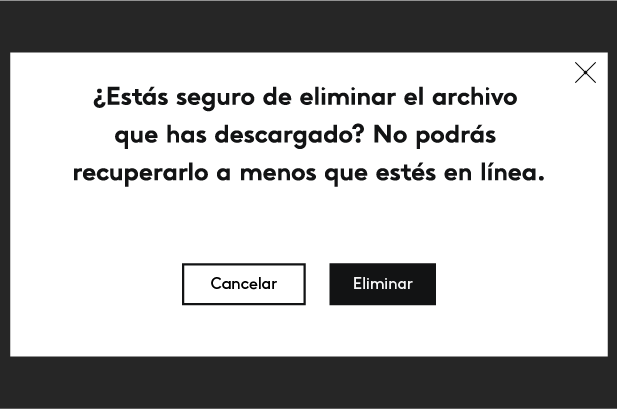 ¿Estás seguro de eliminar el archivo
que has descargado? No podrás
recuperarlo a menos que estés en línea.
Cancelar
Eliminar